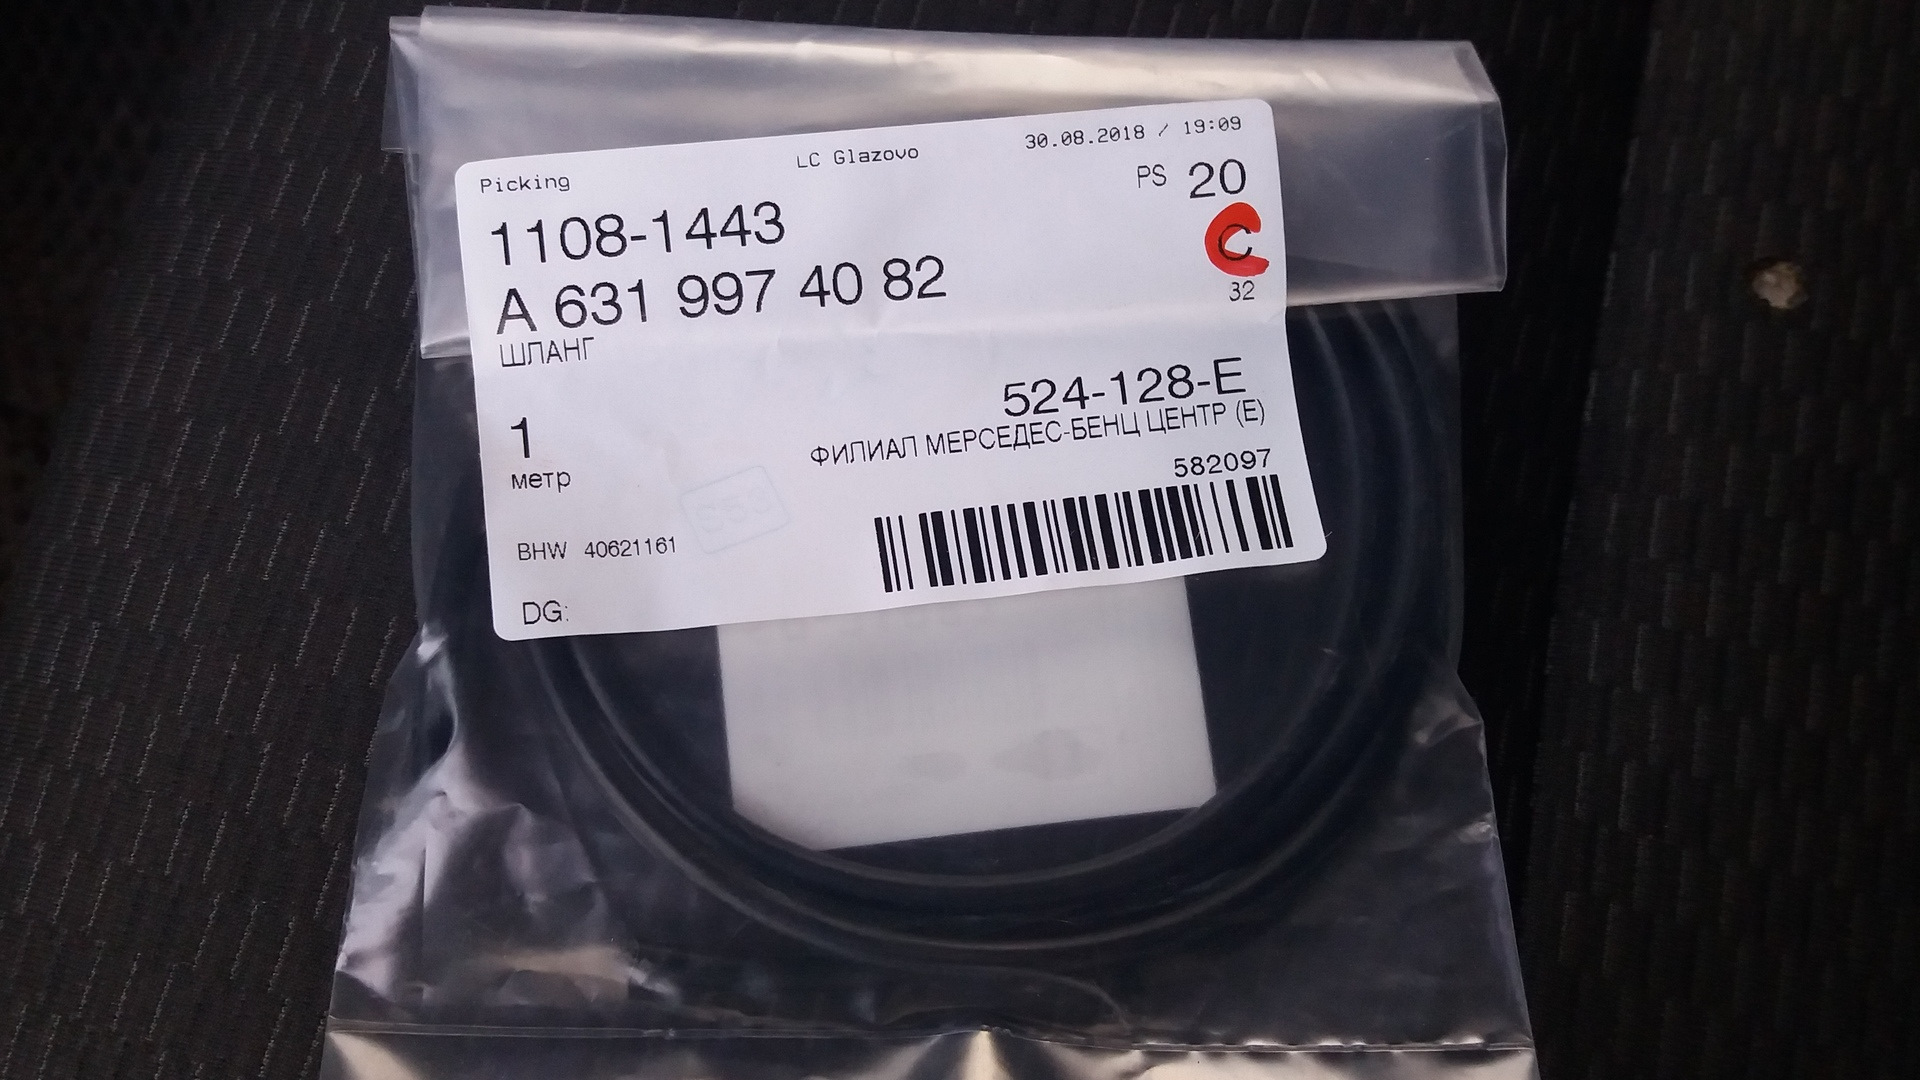 Picking
LC Glazovo
30.08.2018 / 19:09
PS 20
1108-1443
C
A 631 997 40 82
32
ШЛАНГ
524-128-E
1
ФИЛИАЛ МЕРСЕДЕС-БЕНЦ ЦЕНТР (Е)
метр
582097
BHW 40621161
DG: